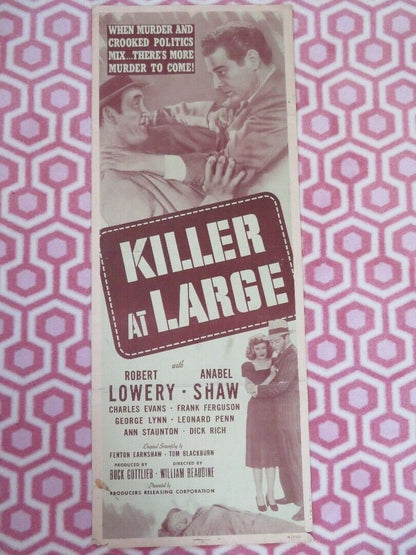 WHEN MURDER AND
CROOKED POLITICS
MIX...THERE'S MORE
MURDER TO COME!
KILLER
AT LARGE
with
ROBERT ANABEL
LOWERY · SHAW
CHARLES EVANS · FRANK FERGUSON
GEORGE LYNN · LEONARD PENN
ANN STAUNTON · DICK RICH
Original Screenplay by
FENTON EARNSHAW · TOM BLACKBURN
PRODUCED BY DIRECTED BY
BUCK GOTTLIEB · WILLIAM BEAUDINE
Presented by
PRODUCERS RELEASING CORPORATION